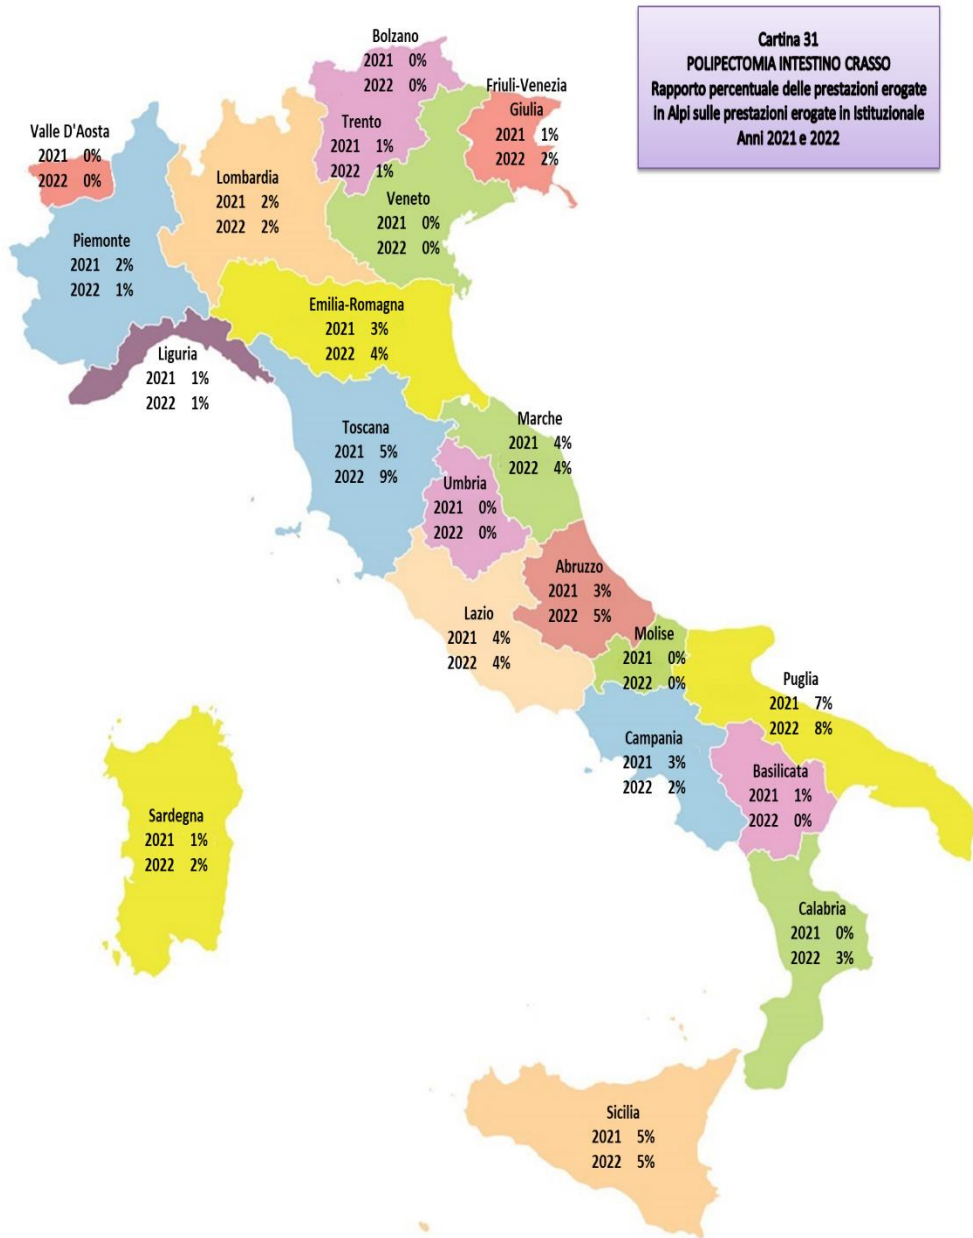 Cartina 31
POLIPECTOMIA INTESTINO CRASSO
Rapporto percentuale delle prestazioni erogate
in Alpi sulle prestazioni erogate in Istituzionale
Anni 2021 e 2022
Bolzano
2021 0%
2022 0%
Friuli-Venezia
Giulia
2021 1%
2022 2%
Trento
2021 1%
2022 1%
Valle D'Aosta
2021 0%
2022 0%
Lombardia
2021 2%
2022 2%
Veneto
2021 0%
2022 0%
Piemonte
2021 2%
2022 1%
Emilia-Romagna
2021 3%
2022 4%
Liguria
2021 1%
2022 1%
Toscana
2021 5%
2022 9%
Marche
2021 4%
2022 4%
Umbria
2021 0%
2022 0%
Abruzzo
2021 3%
2022 5%
Lazio
2021 4%
2022 4%
Molise
2021 0%
2022 0%
Puglia
2021 7%
2022 8%
Campania
2021 3%
2022 2%
Basilicata
2021 1%
2022 0%
Sardegna
2021 1%
2022 2%
Calabria
2021 0%
2022 3%
Sicilia
2021 5%
2022 5%